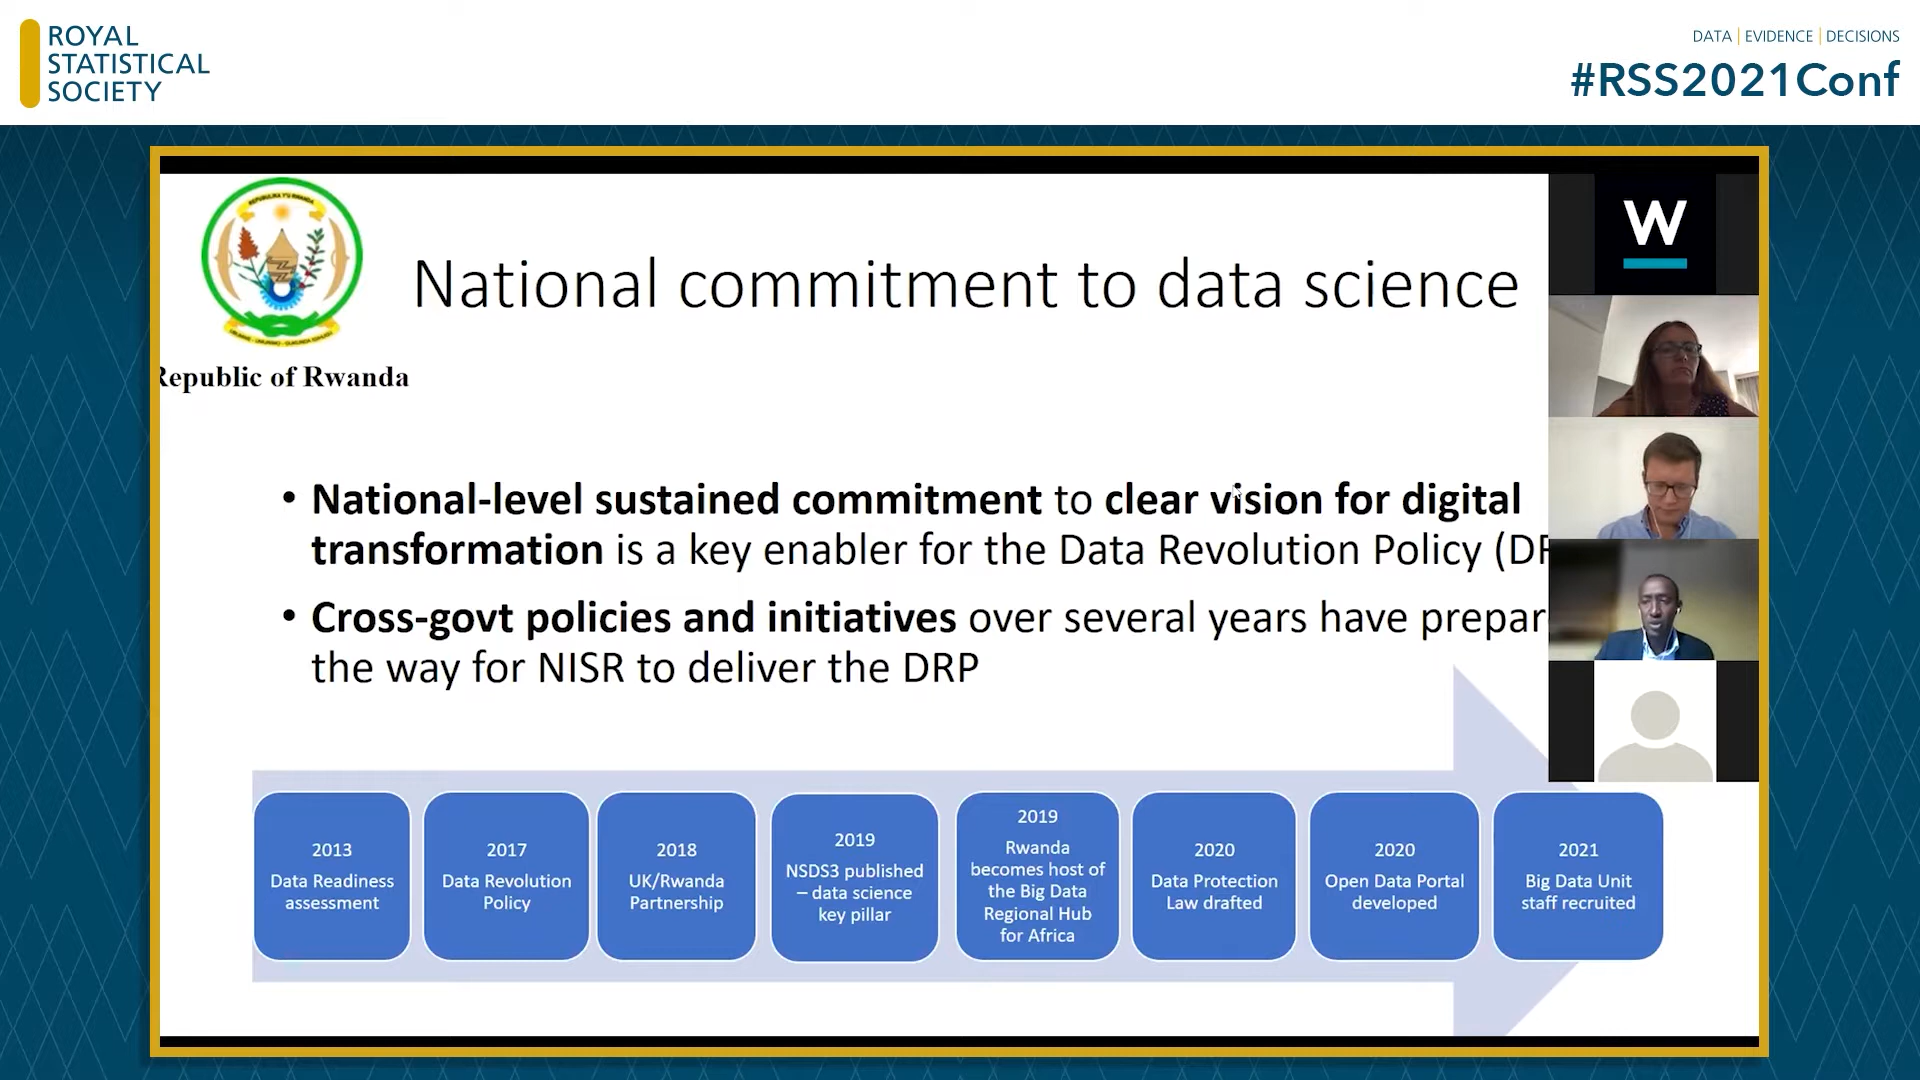 ROYAL
STATISTICAL
SOCIETY
DATA | EVIDENCE | DECISIONS
#RSS2021Conf
REPUBULIKA Y'U RWANDA
Republic of Rwanda
National commitment to data science
W
• National-level sustained commitment to clear vision for digital
transformation is a key enabler for the Data Revolution Policy
• Cross-govt policies and initiatives over several years have
the way for NISR to deliver the DRP
2013
Data Readiness
assessment
2017
Data Revolution
Policy
2018
UK/Rwanda
Partnership
2019
NSDS3 published
– data science
key pillar
2019
Rwanda
becomes host of
the Big Data
Regional Hub
for Africa
2020
Data Protection
Law drafted
2020
Open Data Portal
developed
2021
Big Data Unit
staff recruited